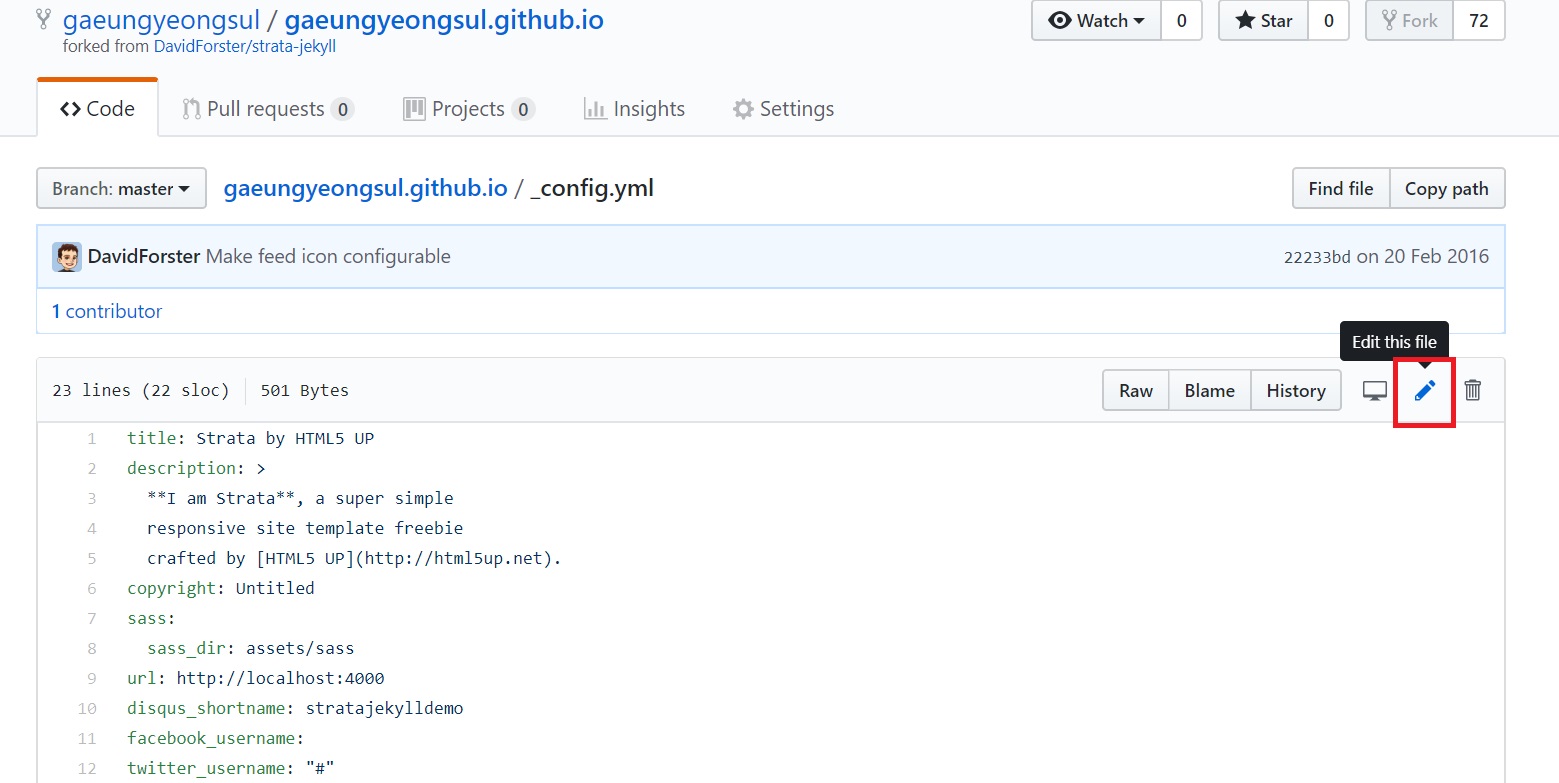 gaeungyeongsul / gaeungyeongsul.github.io
Watch 0 Star 0 Fork 72
forked from DavidForster/strata-jekyll
<> Code Pull requests 0 Projects 0 Insights Settings
Branch: master gaeungyeongsul.github.io / _config.yml Find file Copy path
DavidForster Make feed icon configurable 22233bd on 20 Feb 2016
1 contributor
Edit this file
23 lines (22 sloc) 501 Bytes Raw Blame History
1 title: Strata by HTML5 UP
2 description: >
3 **I am Strata**, a super simple
4 responsive site template freebie
5 crafted by [HTML5 UP](http://html5up.net).
6 copyright: Untitled
7 sass:
8 sass_dir: assets/sass
9 url: http://localhost:4000
10 disqus_shortname: stratajekylldemo
11 facebook_username:
12 twitter_username: "#"